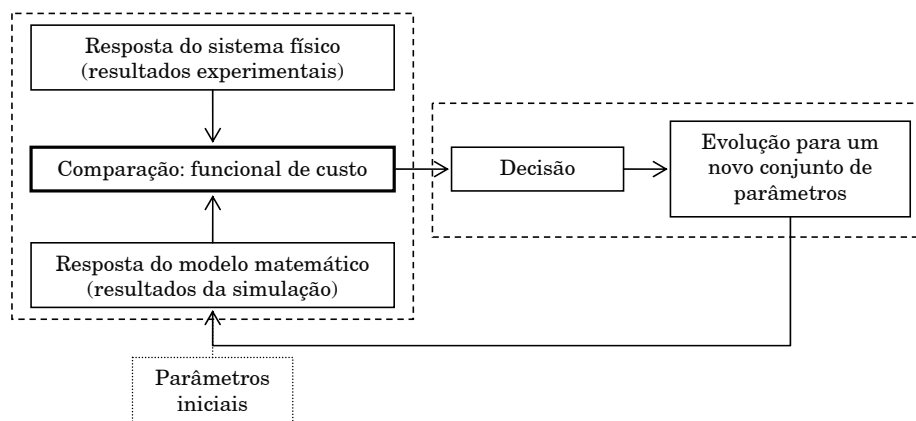 Resposta do sistema físico
(resultados experimentais)
Comparação: funcional de custo
Resposta do modelo matemático
(resultados da simulação)
Decisão
Evolução para um
novo conjunto de
parâmetros
Parâmetros
iniciais